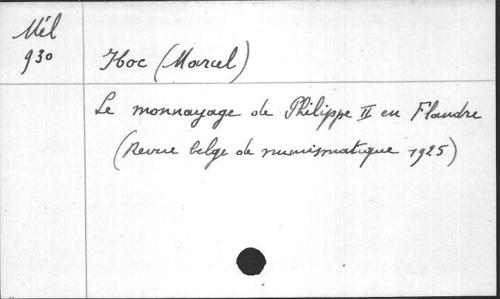 Mél
930
Hoc (Marcel)
Le monnayage de Philippe II en Flandre
(Revue belge de numismatique 1925)